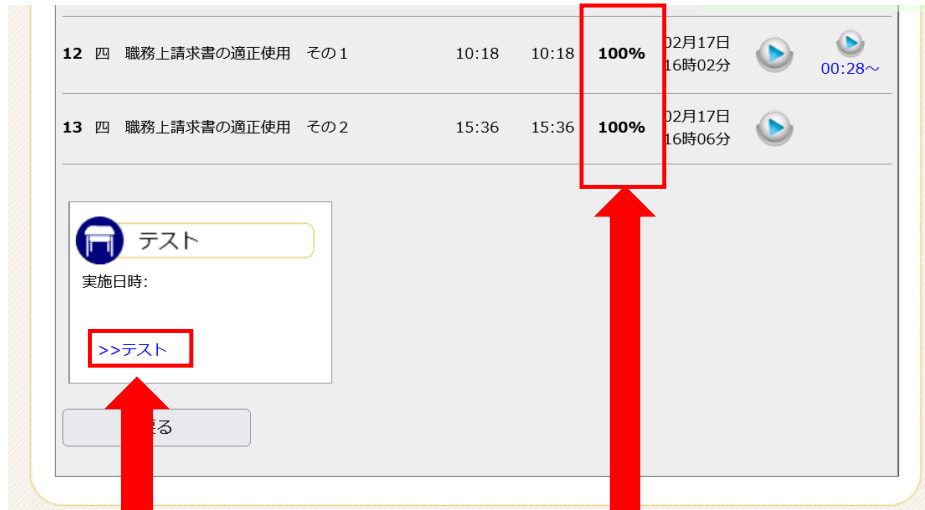 12 四 職務上請求書の適正使用 その１ 10:18 10:18 100% 02月17日 16時02分 00:28～
13 四 職務上請求書の適正使用 その２ 15:36 15:36 100% 02月17日 16時06分
テスト
実施日時：
>>テスト
る